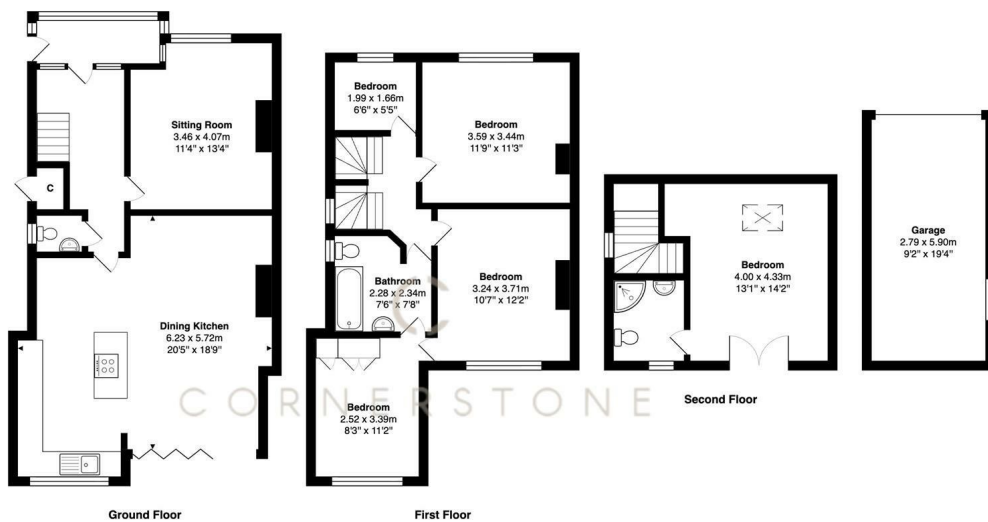 Sitting Room
3.46 x 4.07m
11'4" x 13'4"
C
Dining Kitchen
6.23 x 5.72m
20'5" x 18'9"
Ground Floor
Bedroom
1.99 x 1.66m
6'6" x 5'5"
Bedroom
3.59 x 3.44m
11'9" x 11'3"
Bathroom
2.28 x 2.34m
7'6" x 7'8"
Bedroom
3.24 x 3.71m
10'7" x 12'2"
Bedroom
2.52 x 3.39m
8'3" x 11'2"
First Floor
Bedroom
4.00 x 4.33m
13'1" x 14'2"
Second Floor
Garage
2.79 x 5.90m
9'2" x 19'4"
C
CORNERSTONE